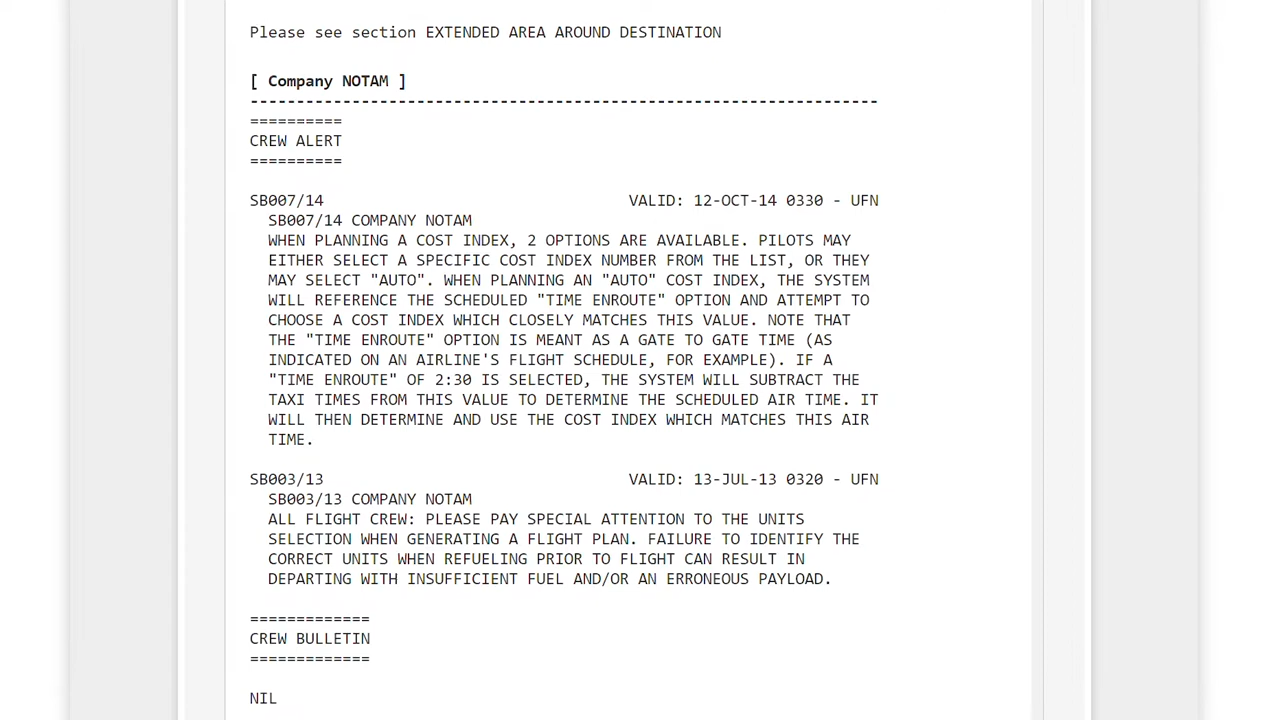 Please see section EXTENDED AREA AROUND DESTINATION
[ Company NOTAM ]
--------------------------------------------------------------------
==========
CREW ALERT
==========
SB007/14 VALID: 12-OCT-14 0330 - UFN
SB007/14 COMPANY NOTAM
WHEN PLANNING A COST INDEX, 2 OPTIONS ARE AVAILABLE. PILOTS MAY
EITHER SELECT A SPECIFIC COST INDEX NUMBER FROM THE LIST, OR THEY
MAY SELECT "AUTO". WHEN PLANNING AN "AUTO" COST INDEX, THE SYSTEM
WILL REFERENCE THE SCHEDULED "TIME ENROUTE" OPTION AND ATTEMPT TO
CHOOSE A COST INDEX WHICH CLOSELY MATCHES THIS VALUE. NOTE THAT
THE "TIME ENROUTE" OPTION IS MEANT AS A GATE TO GATE TIME (AS
INDICATED ON AN AIRLINE'S FLIGHT SCHEDULE, FOR EXAMPLE). IF A
"TIME ENROUTE" OF 2:30 IS SELECTED, THE SYSTEM WILL SUBTRACT THE
TAXI TIMES FROM THIS VALUE TO DETERMINE THE SCHEDULED AIR TIME. IT
WILL THEN DETERMINE AND USE THE COST INDEX WHICH MATCHES THIS AIR
TIME.
SB003/13 VALID: 13-JUL-13 0320 - UFN
SB003/13 COMPANY NOTAM
ALL FLIGHT CREW: PLEASE PAY SPECIAL ATTENTION TO THE UNITS
SELECTION WHEN GENERATING A FLIGHT PLAN. FAILURE TO IDENTIFY THE
CORRECT UNITS WHEN REFUELING PRIOR TO FLIGHT CAN RESULT IN
DEPARTING WITH INSUFFICIENT FUEL AND/OR AN ERRONEOUS PAYLOAD.
=============
CREW BULLETIN
=============
NIL